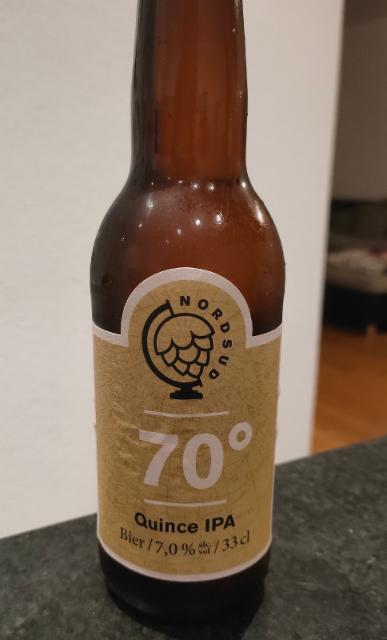 NORDSUD
70°
Quince IPA
Bier / 7,0 % alc. vol / 33 cl